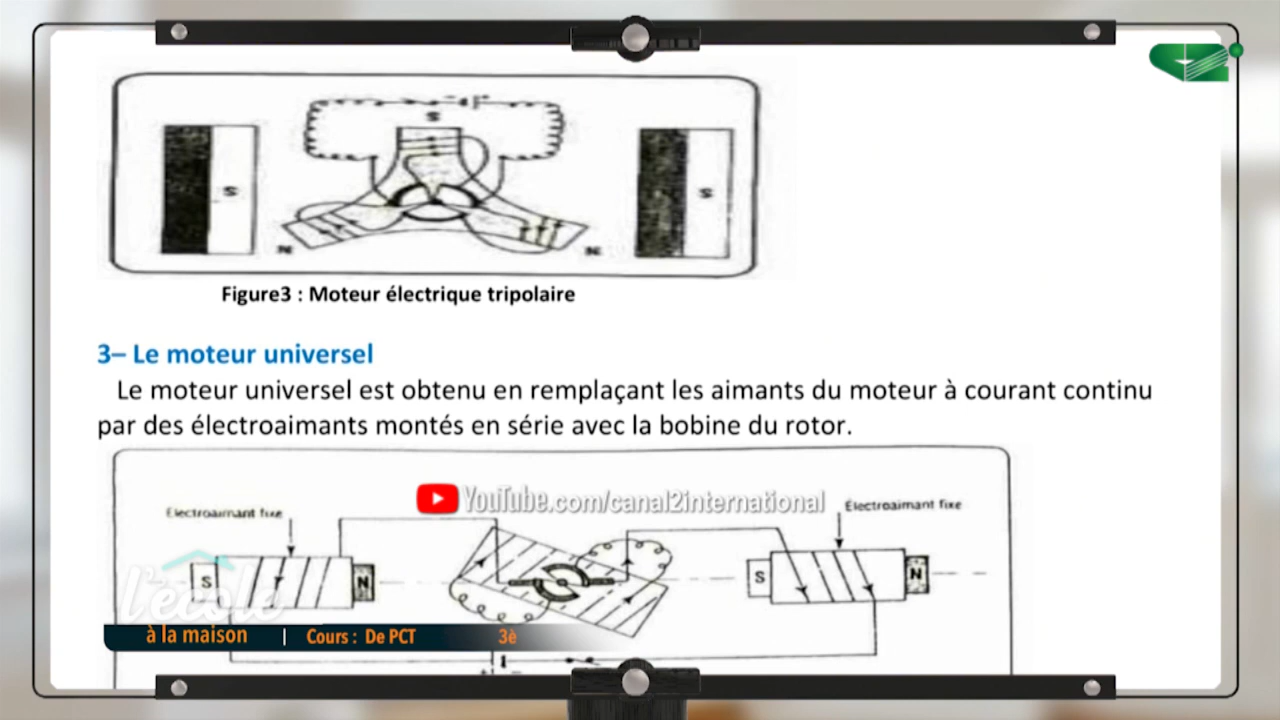 S
S
S
N
N
Figure3 : Moteur électrique tripolaire
3– Le moteur universel
Le moteur universel est obtenu en remplaçant les aimants du moteur à courant continu
par des électroaimants montés en série avec la bobine du rotor.
YouTube.com/canal2international
Electroaimant fixe
Électroaimant fixe
S
N
S
N
l'école
à la maison | Cours : De PCT 3è